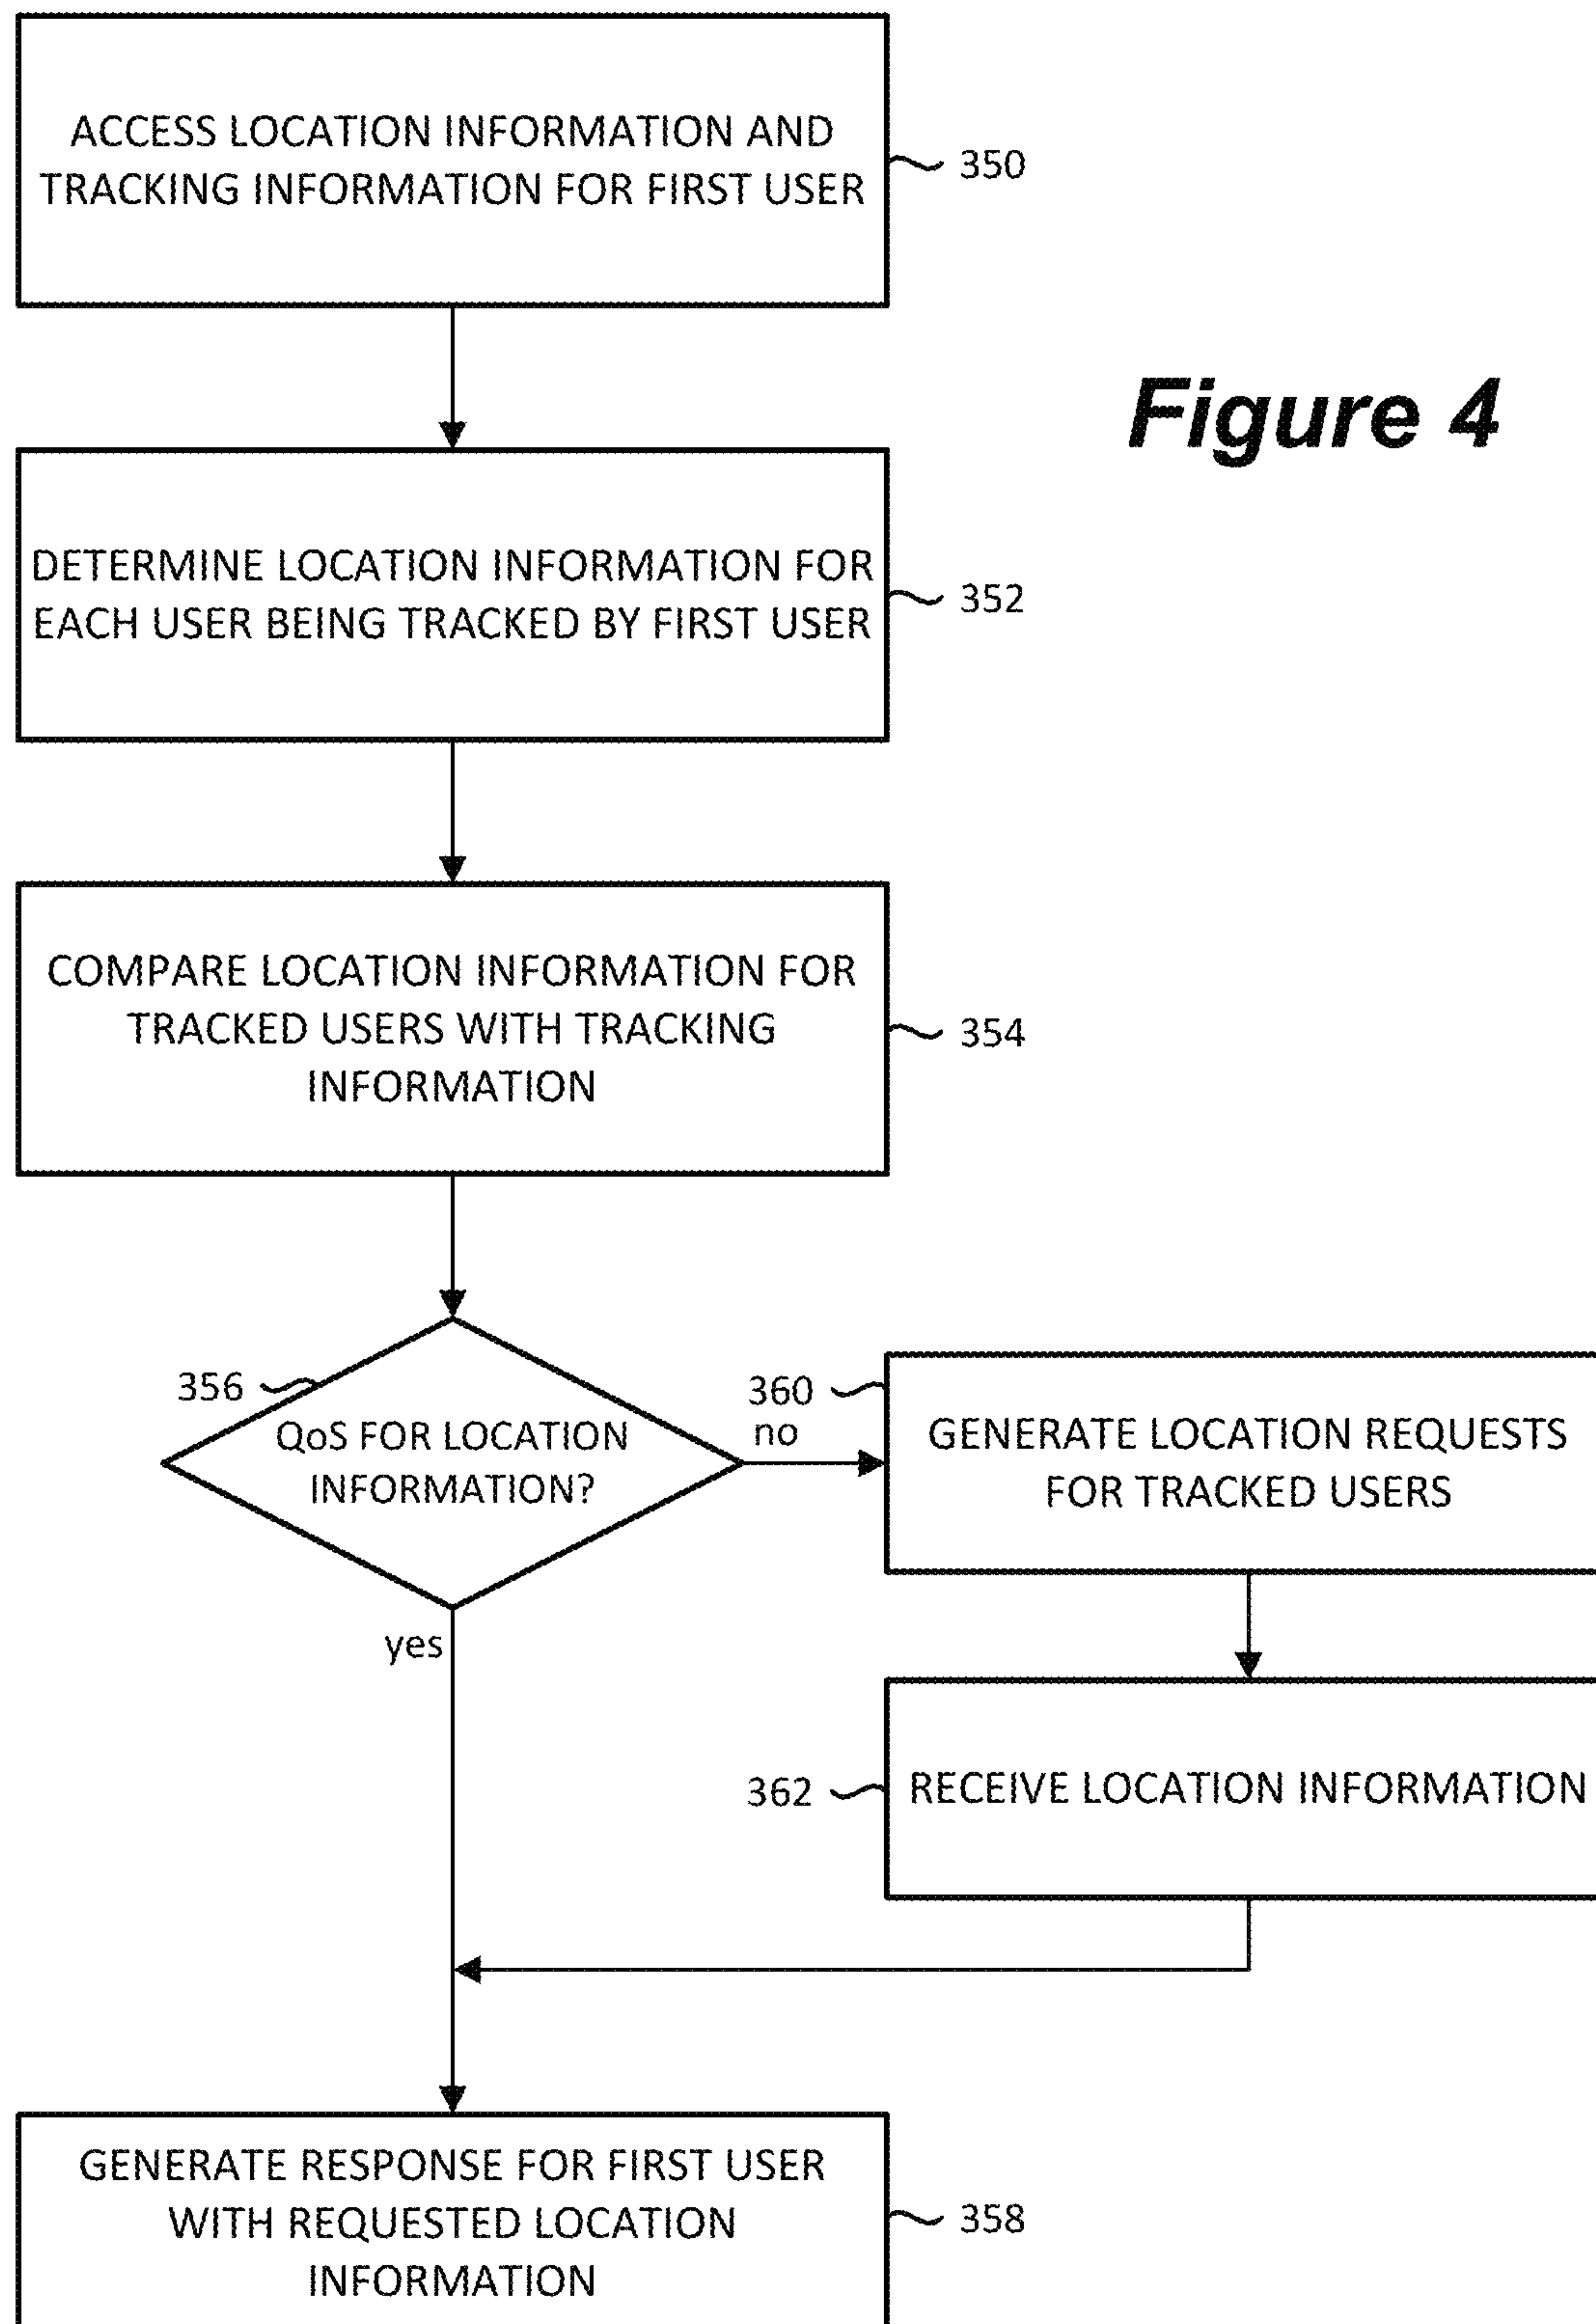 ACCESS LOCATION INFORMATION AND
TRACKING INFORMATION FOR FIRST USER
350
Figure 4
DETERMINE LOCATION INFORMATION FOR
EACH USER BEING TRACKED BY FIRST USER
352
COMPARE LOCATION INFORMATION FOR
TRACKED USERS WITH TRACKING
INFORMATION
354
356
QoS FOR LOCATION
INFORMATION?
no
yes
360
GENERATE LOCATION REQUESTS
FOR TRACKED USERS
362
RECEIVE LOCATION INFORMATION
GENERATE RESPONSE FOR FIRST USER
WITH REQUESTED LOCATION
INFORMATION
358